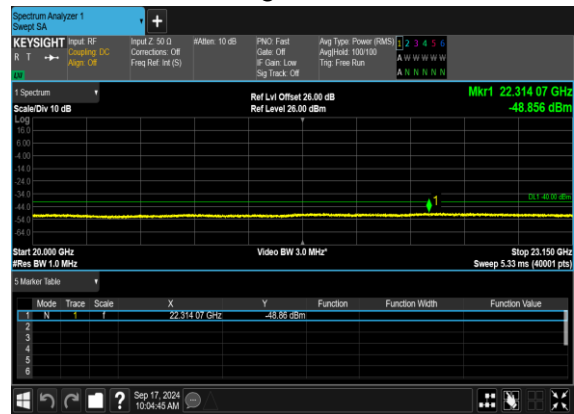 Spectrum Analyzer 1
Swept SA
+
KEYSIGHT Input: RF Input Z: 50 Ω #Atten: 10 dB PNO: Fast Avg Type: Power (RMS) 1 2 3 4 5 6
R T Coupling: DC Corrections: Off Gate: Off Avg|Hold: 100/100 A W W W W W
Align: Off Freq Ref: Int (S) IF Gain: Low Trig: Free Run
LW Sig Track: Off A N N N N N
1 Spectrum Ref Lvl Offset 26.00 dB Mkr1 22.314 07 GHz
Scale/Div 10 dB Ref Level 26.00 dBm -48.856 dBm
Log
16.0
6.00
-4.00
-14.0
-24.0
-34.0
DL1 -40.00 dBm
1
-44.0
-54.0
-64.0
Start 20.000 GHz Video BW 3.0 MHz* Stop 23.150 GHz
#Res BW 1.0 MHz Sweep 5.33 ms (40001 pts)
5 Marker Table
Mode Trace Scale X Y Function Function Width Function Value
1 N 1 f 22.314 07 GHz -48.86 dBm
2
3
4
5
6
? Sep 17, 2024
10:04:45 AM